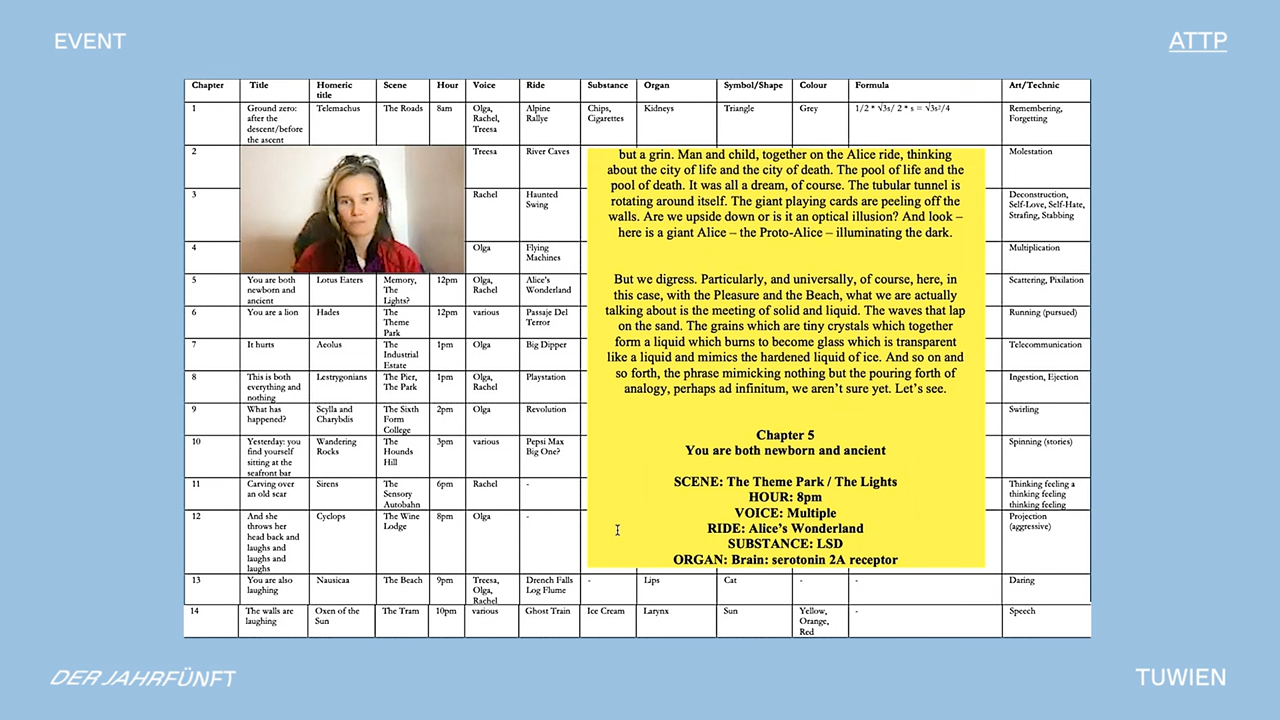 EVENT
ATTP
Chapter Title Homeric title Scene Hour Voice Ride Substance Organ Symbol/Shape Colour Formula Art/Technic
1 Ground zero: after the descent/before the ascent Telemachus The Roads 8am Olga, Rachel, Treesa Alpine Rallye Chips, Cigarettes Kidneys Triangle Grey 1/2 * √3s/ 2 * s = √3s²/4 Remembering, Forgetting
2 Treesa River Caves Molestation
3 Rachel Haunted Swing Deconstruction, Self-Love, Self-Hate, Strafing, Stabbing
4 Olga Flying Machines Multiplication
5 You are both newborn and ancient Lotus Eaters Memory, The Lights? 12pm Olga, Rachel Alice's Wonderland Scattering, Pixilation
6 You are a lion Hades The Theme Park 12pm various Passaje Del Terror Running (pursued)
7 It hurts Aeolus The Industrial Estate 1pm Olga Big Dipper Telecommunication
8 This is both everything and nothing Lestrygonians The Pier, The Park 1pm Olga, Rachel Playstation Ingestion, Ejection
9 What has happened? Scylla and Charybdis The Sixth Form College 2pm Olga Revolution Swirling
10 Yesterday: you find yourself sitting at the seafront bar Wandering Rocks The Hounds Hill 3pm various Pepsi Max Big One? Spinning (stories)
11 Carving over an old scar Sirens The Sensory Autobahn 6pm Rachel - Thinking feeling a thinking feeling thinking feeling
12 And she throws her head back and laughs and laughs and laughs Cyclops The Wine Lodge 8pm Olga - Projection (aggressive)
13 You are also laughing Nausicaa The Beach 9pm Treesa, Olga, Rachel Drench Falls Log Flume - Lips Cat - - Daring
14 The walls are laughing Oxen of the Sun The Tram 10pm various Ghost Train Ice Cream Larynx Sun Yellow, Orange, Red - Speech
but a grin. Man and child, together on the Alice ride, thinking
about the city of life and the city of death. The pool of life and the
pool of death. It was all a dream, of course. The tubular tunnel is
rotating around itself. The giant playing cards are peeling off the
walls. Are we upside down or is it an optical illusion? And look –
here is a giant Alice – the Proto-Alice – illuminating the dark.
But we digress. Particularly, and universally, of course, here, in
this case, with the Pleasure and the Beach, what we are actually
talking about is the meeting of solid and liquid. The waves that lap
on the sand. The grains which are tiny crystals which together
form a liquid which burns to become glass which is transparent
like a liquid and mimics the hardened liquid of ice. And so on and
so forth, the phrase mimicking nothing but the pouring forth of
analogy, perhaps ad infinitum, we aren't sure yet. Let's see.
Chapter 5
You are both newborn and ancient
SCENE: The Theme Park / The Lights
HOUR: 8pm
VOICE: Multiple
RIDE: Alice's Wonderland
SUBSTANCE: LSD
ORGAN: Brain: serotonin 2A receptor
DER JAHRFÜNFT
TUWIEN